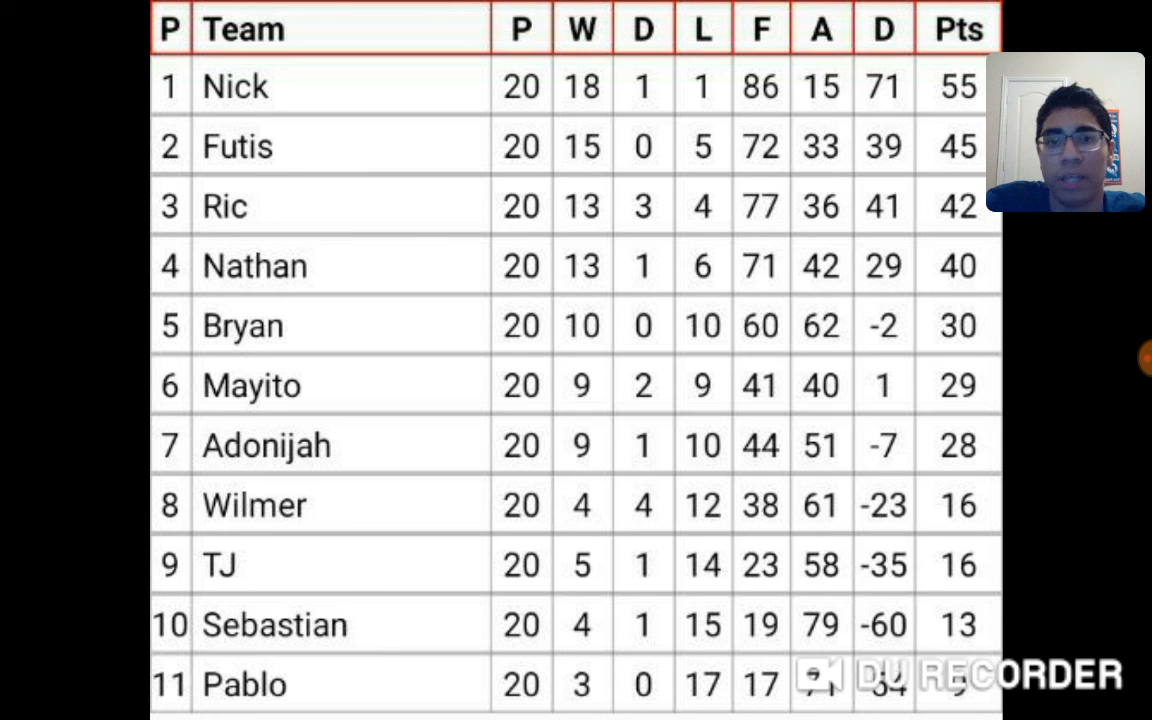 P Team P W D L F A D Pts
1 Nick 20 18 1 1 86 15 71 55
2 Futis 20 15 0 5 72 33 39 45
3 Ric 20 13 3 4 77 36 41 42
4 Nathan 20 13 1 6 71 42 29 40
5 Bryan 20 10 0 10 60 62 -2 30
6 Mayito 20 9 2 9 41 40 1 29
7 Adonijah 20 9 1 10 44 51 -7 28
8 Wilmer 20 4 4 12 38 61 -23 16
9 TJ 20 5 1 14 23 58 -35 16
10 Sebastian 20 4 1 15 19 79 -60 13
11 Pablo 20 3 0 17 17
DU RECORDER